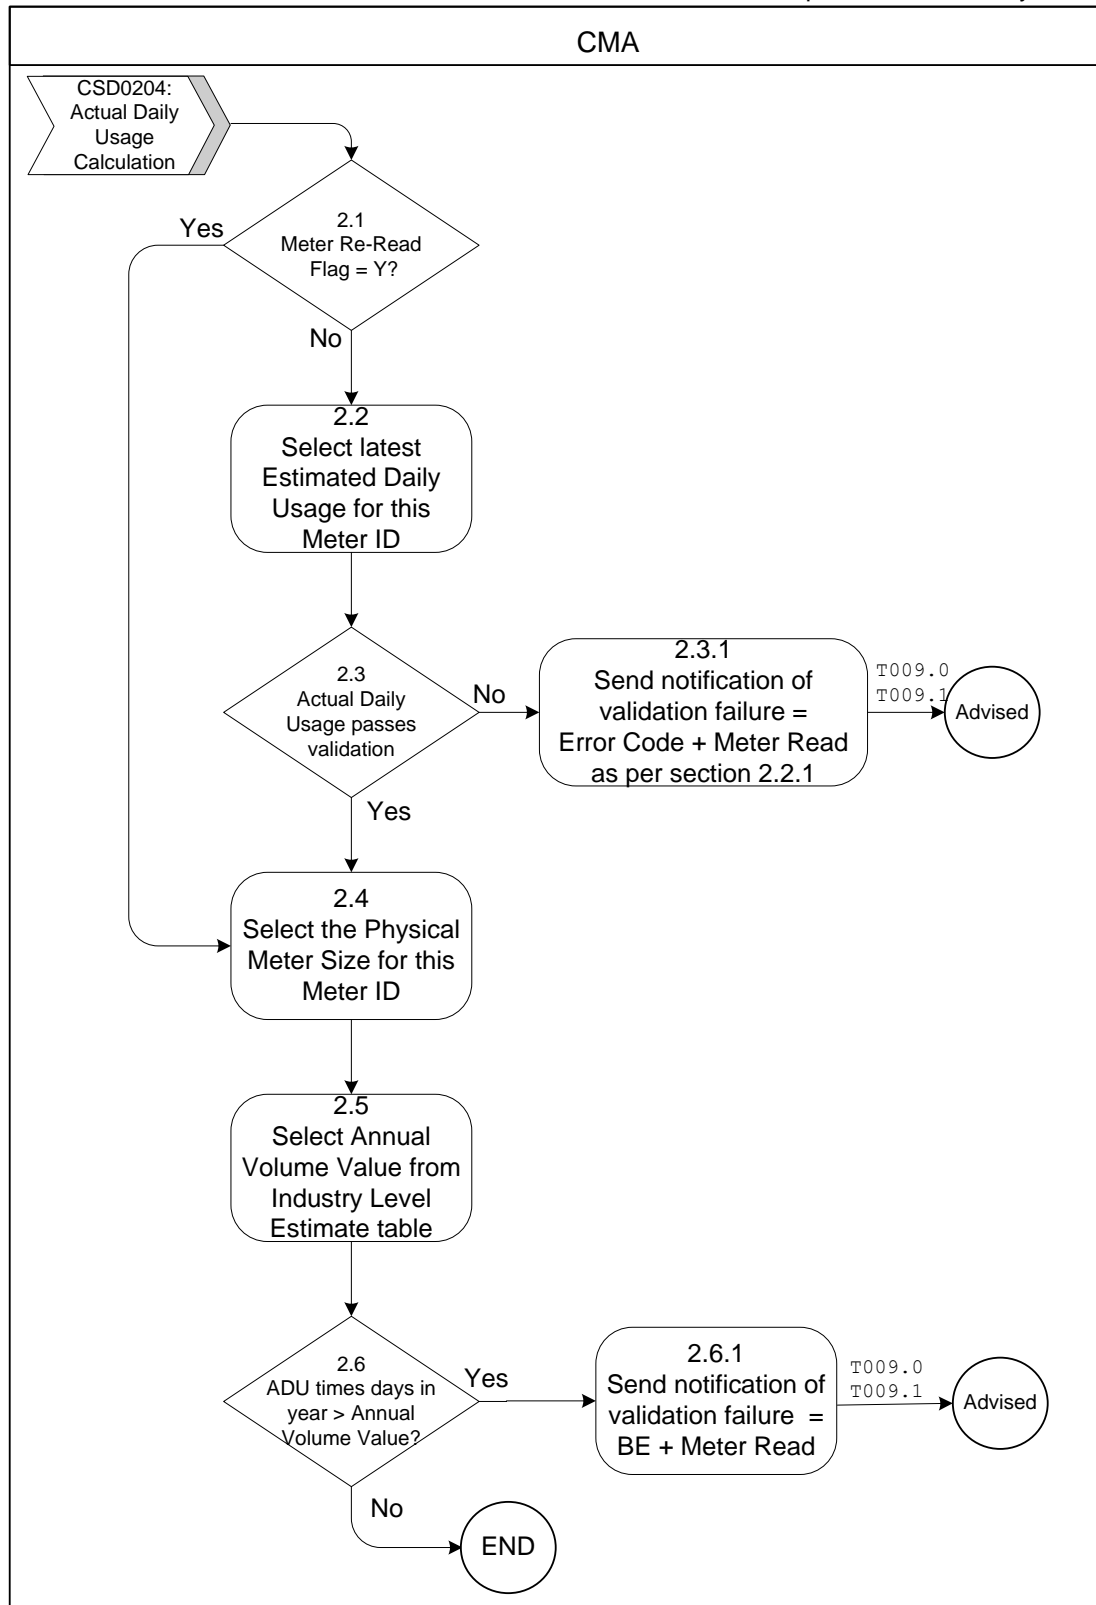 CMA
CSD0204:
Actual Daily
Usage
Calculation
2.1
Meter Re-Read
Flag = Y?
Yes
No
2.2
Select latest
Estimated Daily
Usage for this
Meter ID
2.3
Actual Daily
Usage passes
validation
No
Yes
2.3.1
Send notification of
validation failure =
Error Code + Meter Read
as per section 2.2.1
T009.0
T009.1
Advised
2.4
Select the Physical
Meter Size for this
Meter ID
2.5
Select Annual
Volume Value from
Industry Level
Estimate table
2.6
ADU times days in
year > Annual
Volume Value?
Yes
No
2.6.1
Send notification of
validation failure =
BE + Meter Read
T009.0
T009.1
Advised
END